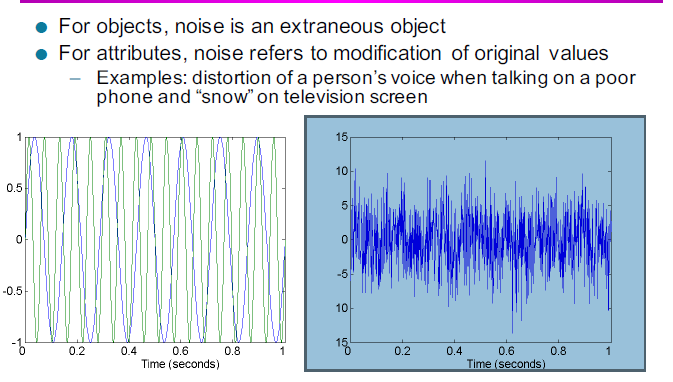 For objects, noise is an extraneous object
For attributes, noise refers to modification of original values
– Examples: distortion of a person's voice when talking on a poor
phone and “snow” on television screen
1
0.5
0
-0.5
-1
0 0.2 0.4 0.6 0.8 1
Time (seconds)
15
10
5
0
-5
10
15
0 0.2 0.4 0.6 0.8 1
Time (seconds)